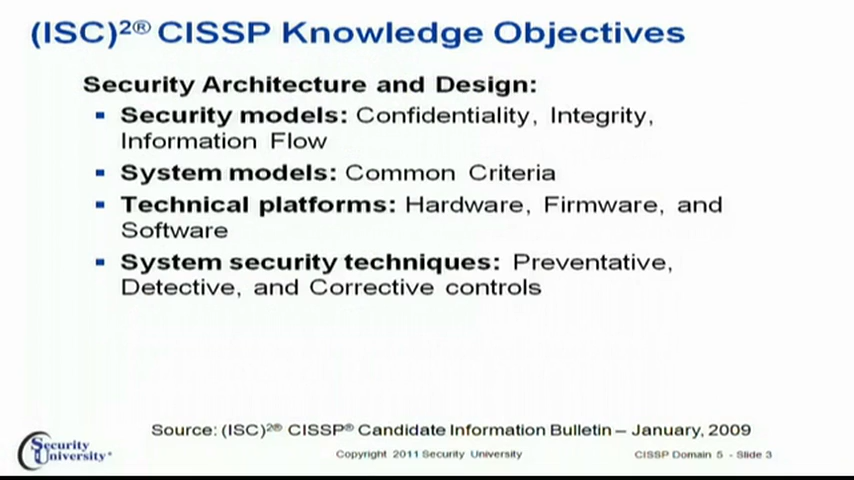 (ISC)²® CISSP Knowledge Objectives
Security Architecture and Design:
Security models: Confidentiality, Integrity,
Information Flow
System models: Common Criteria
Technical platforms: Hardware, Firmware, and
Software
System security techniques: Preventative,
Detective, and Corrective controls
Source: (ISC)²® CISSP® Candidate Information Bulletin – January, 2009
Security
University
Copyright 2011 Security University
CISSP Domain 5 - Slide 3